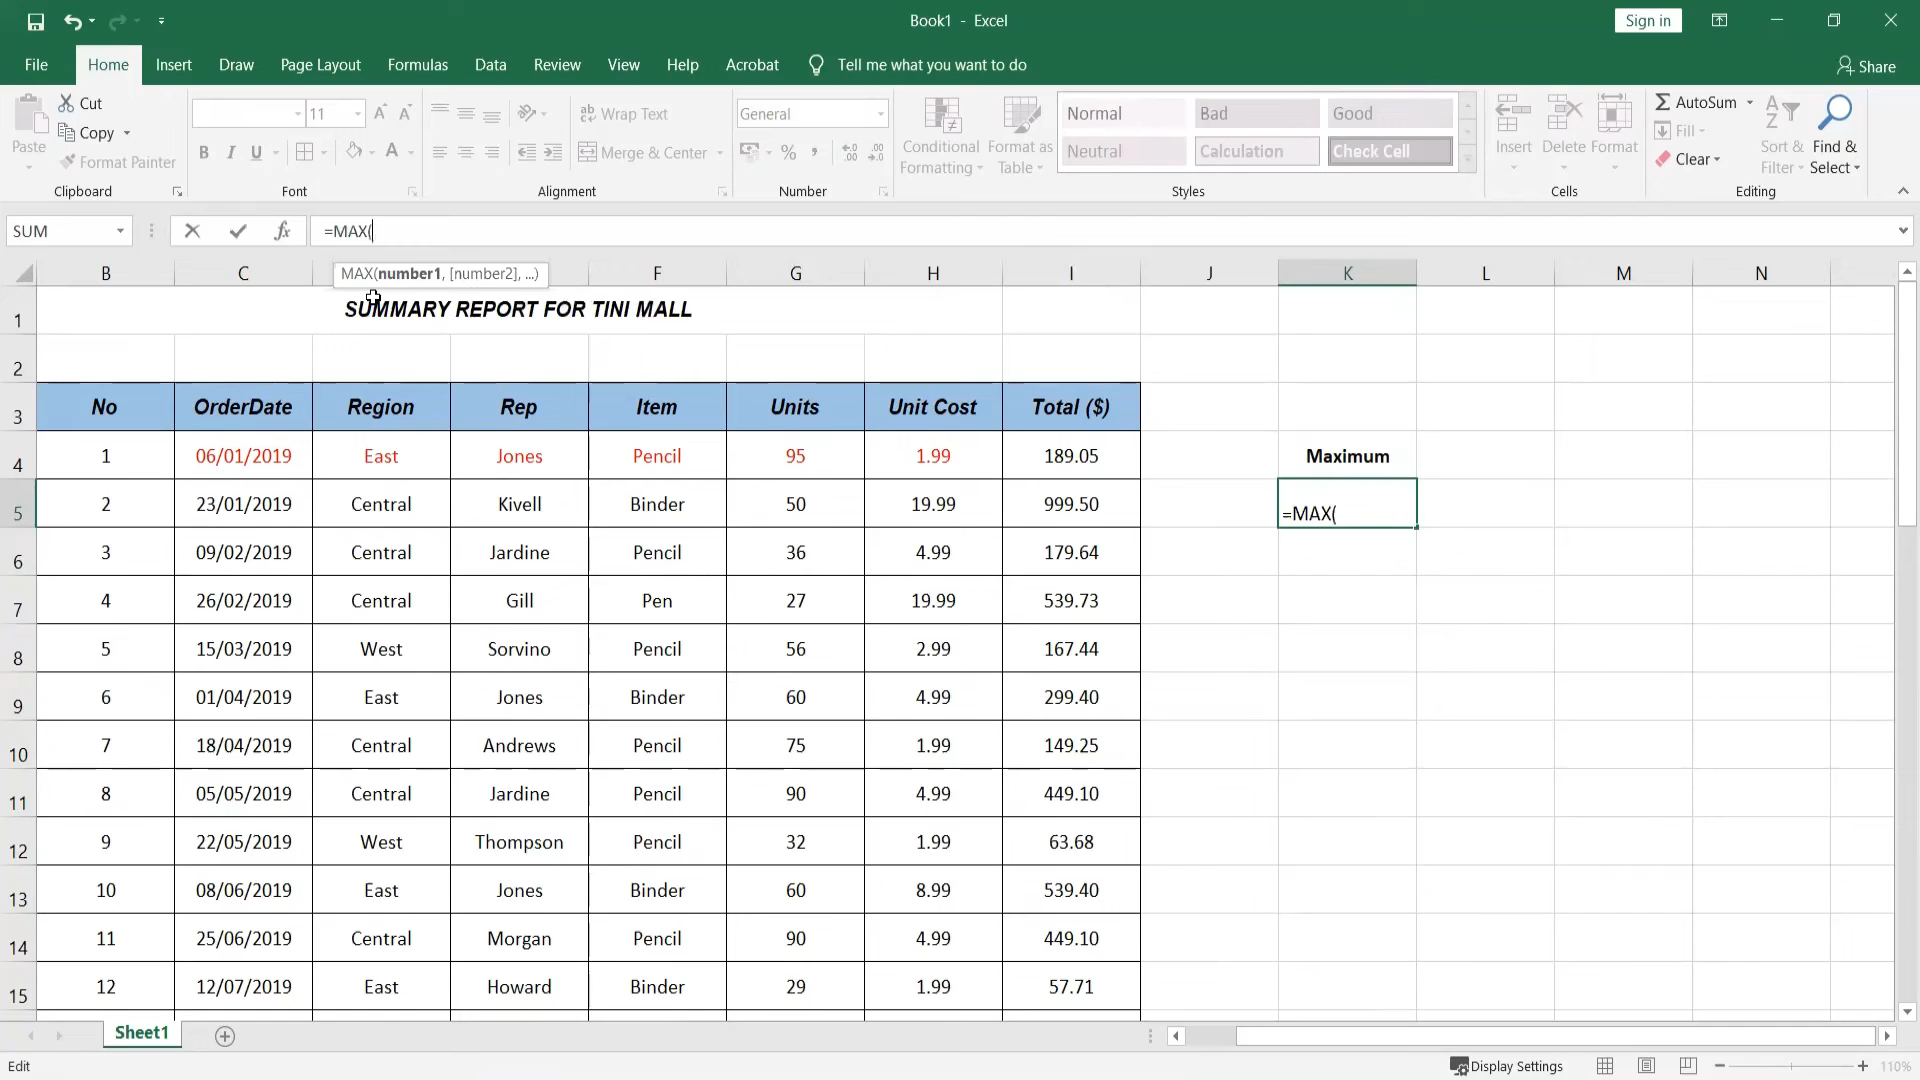 Book1 - Excel
Sign in
File Home Insert Draw Page Layout Formulas Data Review View Help Acrobat Tell me what you want to do Share
Paste
Cut
Copy
Format Painter
Clipboard
11
B I U A
Font
Wrap Text
Merge & Center
Alignment
General
%
Number
Conditional Formatting
Format as Table
Normal Bad Good
Neutral Calculation Check Cell
Styles
Insert Delete Format
Cells
AutoSum
Fill
Clear
Sort & Filter
Find & Select
Editing
SUM fx =MAX(
MAX(number1, [number2], ...)
B C F G H I J K L M N
1 SUMMARY REPORT FOR TINI MALL
2
3 No OrderDate Region Rep Item Units Unit Cost Total ($)
4 1 06/01/2019 East Jones Pencil 95 1.99 189.05 Maximum
5 2 23/01/2019 Central Kivell Binder 50 19.99 999.50 =MAX(
6 3 09/02/2019 Central Jardine Pencil 36 4.99 179.64
7 4 26/02/2019 Central Gill Pen 27 19.99 539.73
8 5 15/03/2019 West Sorvino Pencil 56 2.99 167.44
9 6 01/04/2019 East Jones Binder 60 4.99 299.40
10 7 18/04/2019 Central Andrews Pencil 75 1.99 149.25
11 8 05/05/2019 Central Jardine Pencil 90 4.99 449.10
12 9 22/05/2019 West Thompson Pencil 32 1.99 63.68
13 10 08/06/2019 East Jones Binder 60 8.99 539.40
14 11 25/06/2019 Central Morgan Pencil 90 4.99 449.10
15 12 12/07/2019 East Howard Binder 29 1.99 57.71
Sheet1
Edit Display Settings 110%